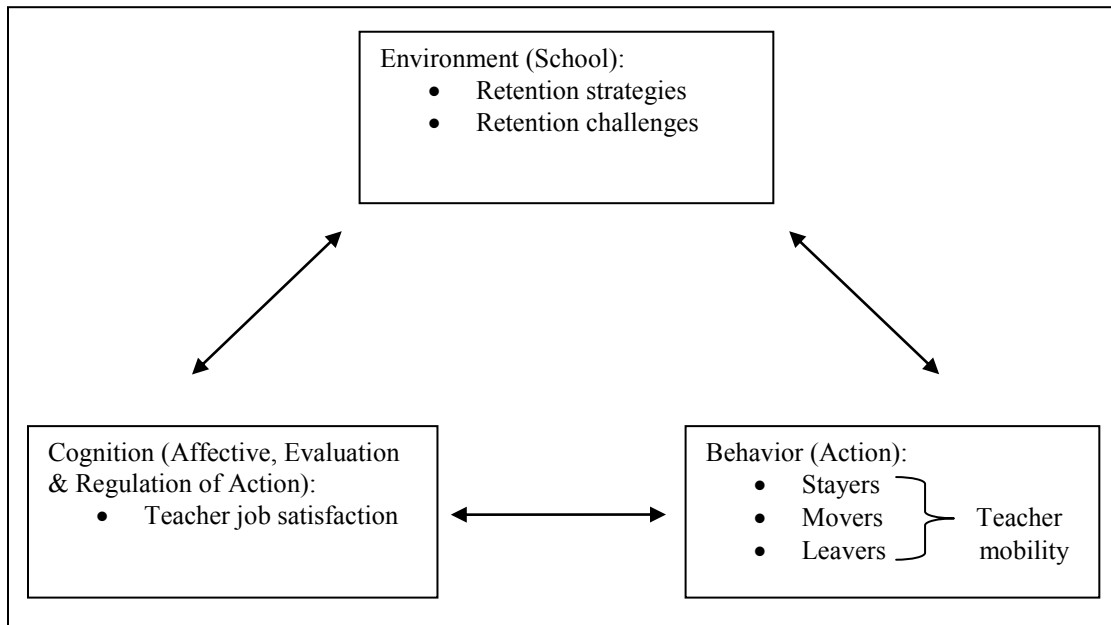 Environment (School):
• Retention strategies
• Retention challenges
Cognition (Affective, Evaluation
& Regulation of Action):
• Teacher job satisfaction
Behavior (Action):
• Stayers
• Movers
• Leavers
Teacher
mobility